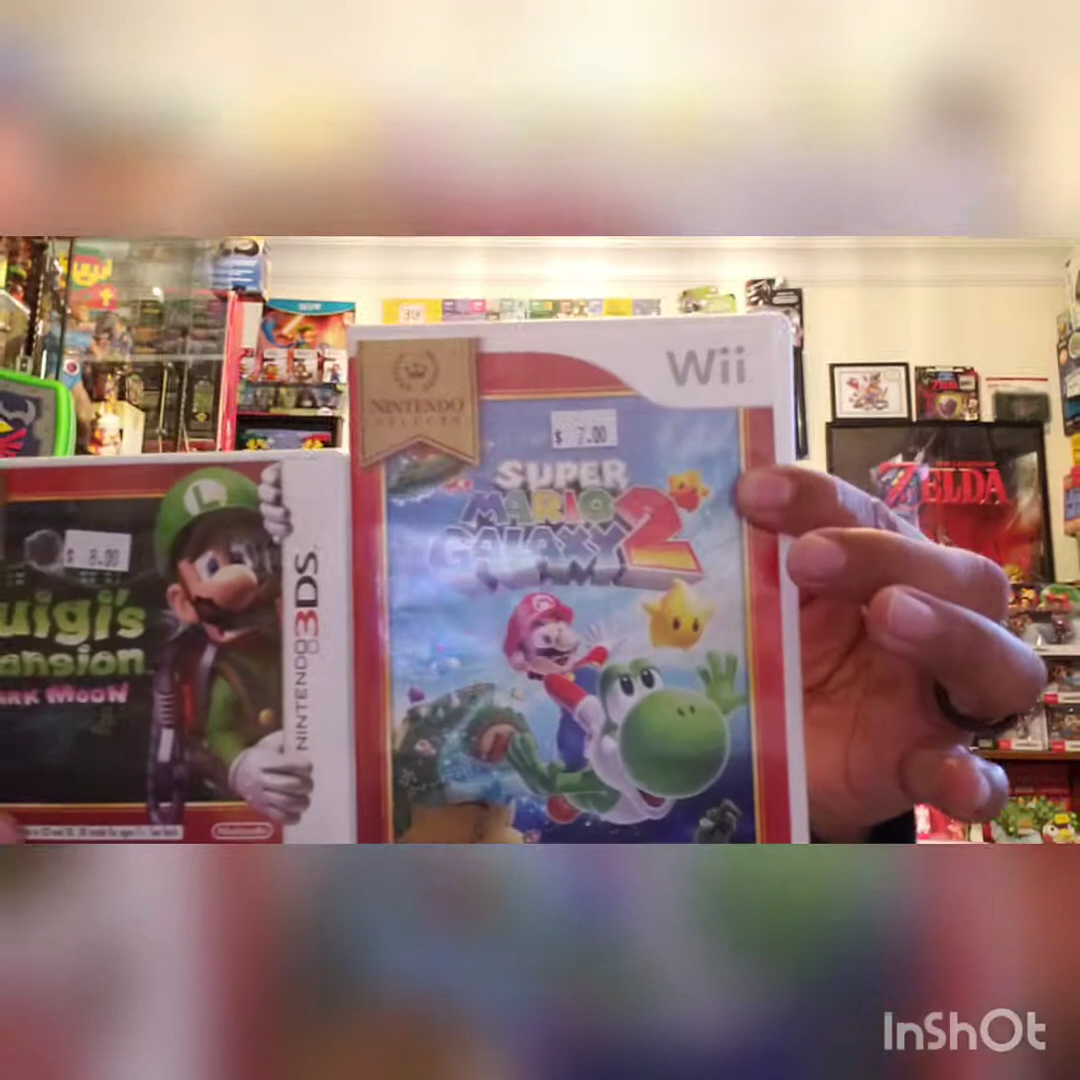 Wii
NINTENDO
SELECTS
$ 7.00
SUPER
MARIO
GALAXY 2
$ 8.00
uigi's
ansion
ARK MOON
NINTENDO 3DS
Nintendo
ZELDA
InShOt